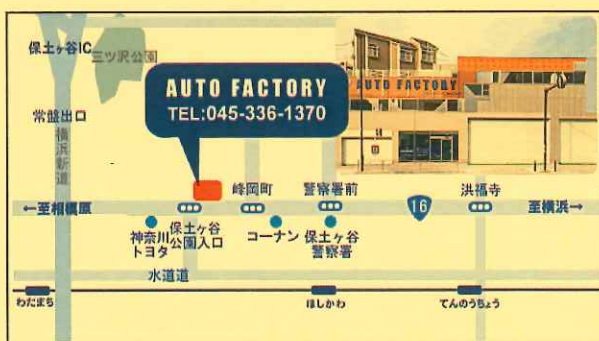 保土ヶ谷IC
三ツ沢公園
AUTO FACTORY
TEL:045-336-1370
AUTO FACTORY
常盤出口
横浜新道
峰岡町
警察署前
洪福寺
←至相模原
16
至横浜→
神奈川
トヨタ
保土ヶ谷
公園入口
コーナン
保土ヶ谷
警察署
水道道
わだまち
ほしかわ
てんのうちょう